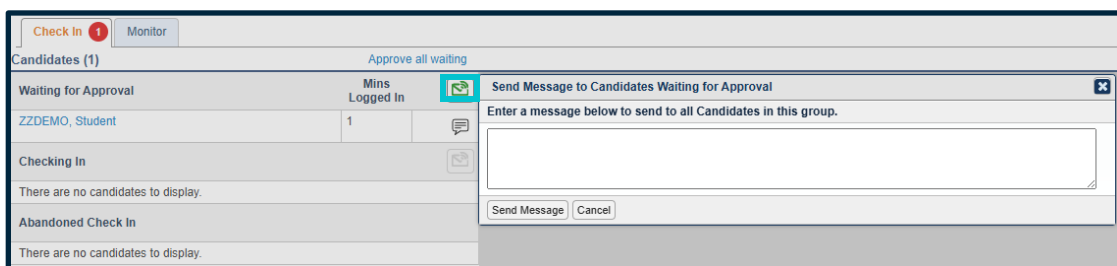 Check In 1 Monitor
Candidates (1) Approve all waiting
Waiting for Approval Mins Logged In
ZZDEMO, Student 1
Checking In
There are no candidates to display.
Abandoned Check In
There are no candidates to display.
Send Message to Candidates Waiting for Approval
Enter a message below to send to all Candidates in this group.
Send Message Cancel